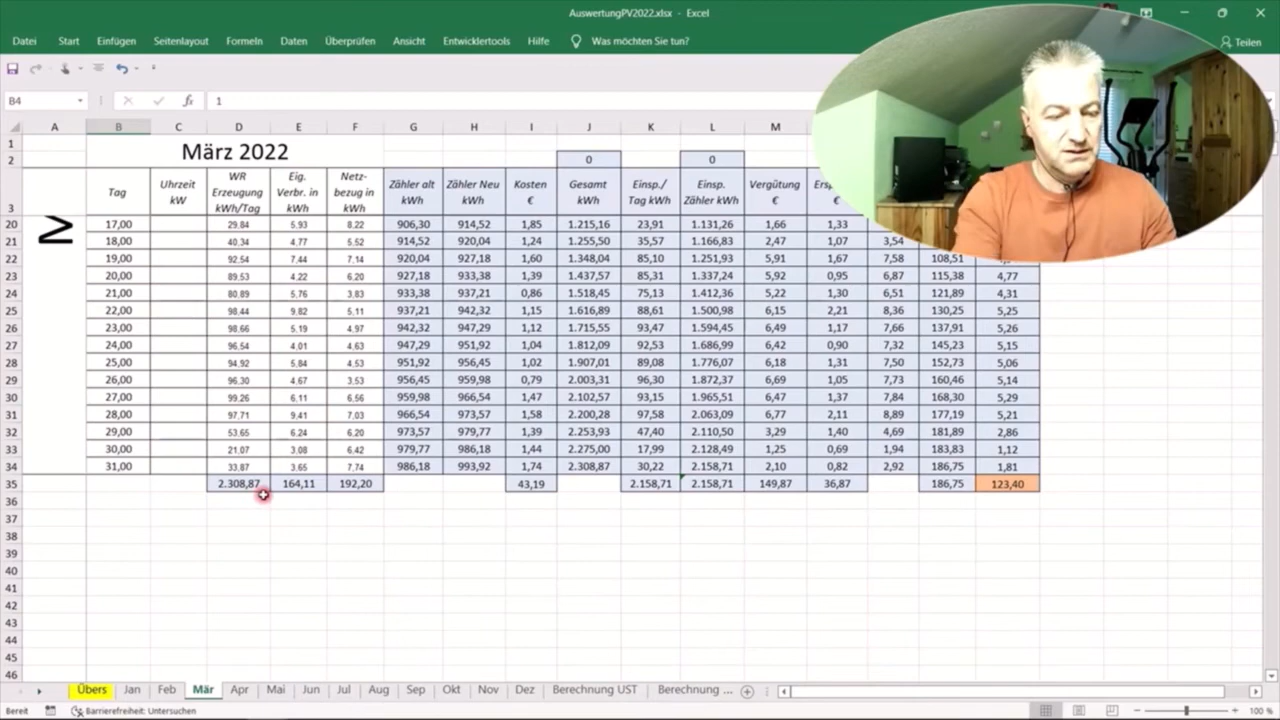 AuswertungPV2022.xlsx - Excel
Datei Start Einfügen Seitenlayout Formeln Daten Überprüfen Ansicht Entwicklertools Hilfe Was möchten Sie tun? Teilen
B4 fx 1
A B C D E F G H I J K L M
1 März 2022
2 0 0
3 Tag Uhrzeit kW WR Erzeugung kWh/Tag Eig. Verbr. in kWh Netz-bezug in kWh Zähler alt kWh Zähler Neu kWh Kosten € Gesamt kWh Einsp./ Tag kWh Einsp. Zähler kWh Vergütung €
20 17,00 29,84 5,93 8,22 906,30 914,52 1,85 1.215,16 23,91 1.131,26 1,66 1,33
21 18,00 40,34 4,77 5,52 914,52 920,04 1,24 1.255,50 35,57 1.166,83 2,47 1,07 3,54
22 19,00 92,54 7,44 7,14 920,04 927,18 1,60 1.348,04 85,10 1.251,93 5,91 1,67 7,58 108,51
23 20,00 89,53 4,22 6,20 927,18 933,38 1,39 1.437,57 85,31 1.337,24 5,92 0,95 6,87 115,38 4,77
24 21,00 80,89 5,76 3,83 933,38 937,21 0,86 1.518,45 75,13 1.412,36 5,22 1,30 6,51 121,89 4,31
25 22,00 98,44 9,82 5,11 937,21 942,32 1,15 1.616,89 88,61 1.500,98 6,15 2,21 8,36 130,25 5,25
26 23,00 98,66 5,19 4,97 942,32 947,29 1,12 1.715,55 93,47 1.594,45 6,49 1,17 7,66 137,91 5,26
27 24,00 96,54 4,01 4,63 947,29 951,92 1,04 1.812,09 92,53 1.686,99 6,42 0,90 7,32 145,23 5,15
28 25,00 94,92 5,84 4,53 951,92 956,45 1,02 1.907,01 89,08 1.776,07 6,18 1,31 7,50 152,73 5,06
29 26,00 96,30 4,67 3,53 956,45 959,98 0,79 2.003,31 96,30 1.872,37 6,69 1,05 7,73 160,46 5,14
30 27,00 99,26 6,11 6,56 959,98 966,54 1,47 2.102,57 93,15 1.965,51 6,47 1,37 7,84 168,30 5,29
31 28,00 97,71 9,41 7,03 966,54 973,57 1,58 2.200,28 97,58 2.063,09 6,77 2,11 8,89 177,19 5,21
32 29,00 53,65 6,24 6,20 973,57 979,77 1,39 2.253,93 47,40 2.110,50 3,29 1,40 4,69 181,89 2,86
33 30,00 21,07 3,08 6,42 979,77 986,18 1,44 2.275,00 17,99 2.128,49 1,25 0,69 1,94 183,83 1,12
34 31,00 33,87 3,65 7,74 986,18 993,92 1,74 2.308,87 30,22 2.158,71 2,10 0,82 2,92 186,75 1,81
35 2.308,87 164,11 192,20 43,19 2.158,71 2.158,71 149,87 36,87 186,75 123,40
36
37
38
39
40
41
42
43
44
45
46
Übers Jan Feb Mär Apr Mai Jun Jul Aug Sep Okt Nov Dez Berechnung UST Berechnung ...
Bereit Barrierefreiheit: Untersuchen 100 %